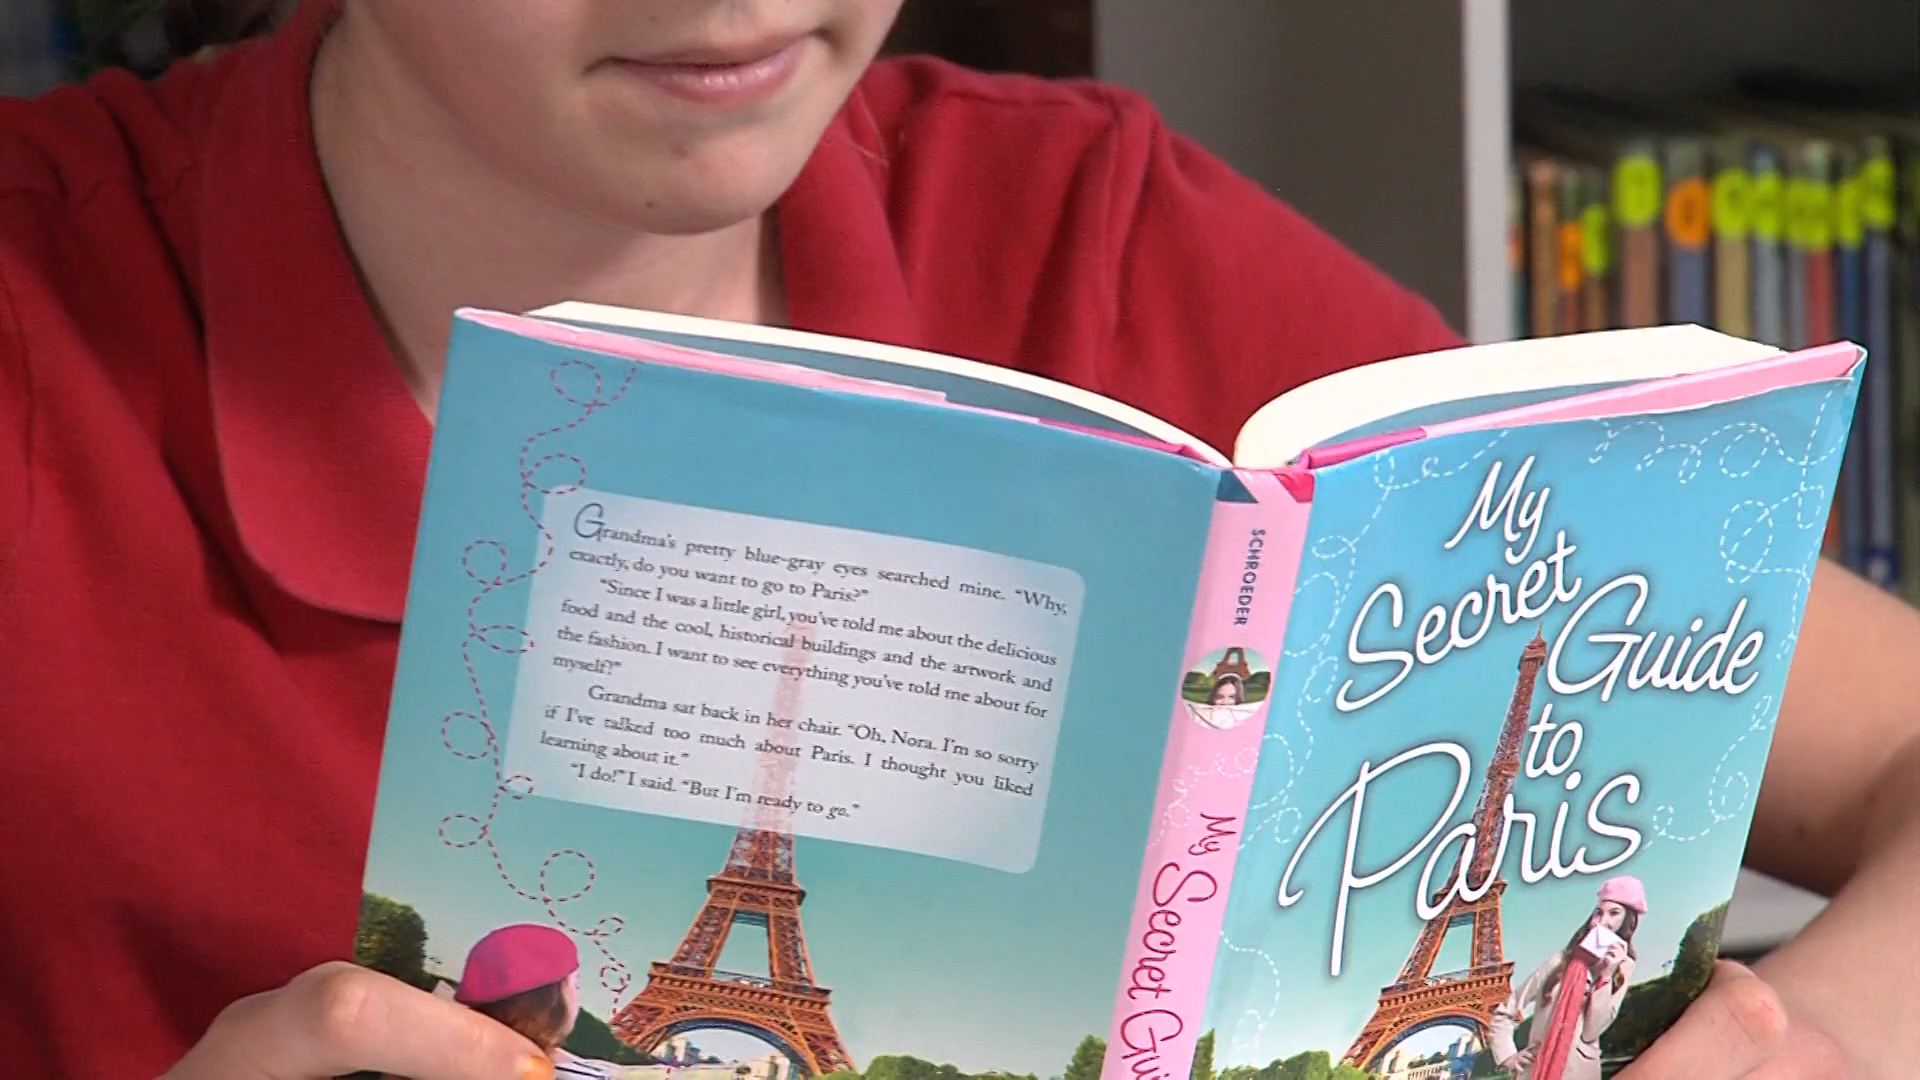 Grandma's pretty blue-gray eyes searched mine. "Why,
exactly, do you want to go to Paris?"
"Since I was a little girl, you've told me about the delicious
food and the cool, historical buildings and the artwork and
the fashion. I want to see everything you've told me about for
myself!"
Grandma sat back in her chair. "Oh, Nora. I'm so sorry
if I've talked too much about Paris. I thought you liked
learning about it."
"I do!" I said. "But I'm ready to go."
SCHROEDER
My Secret Gui
My
Secret
Guide
to
Paris